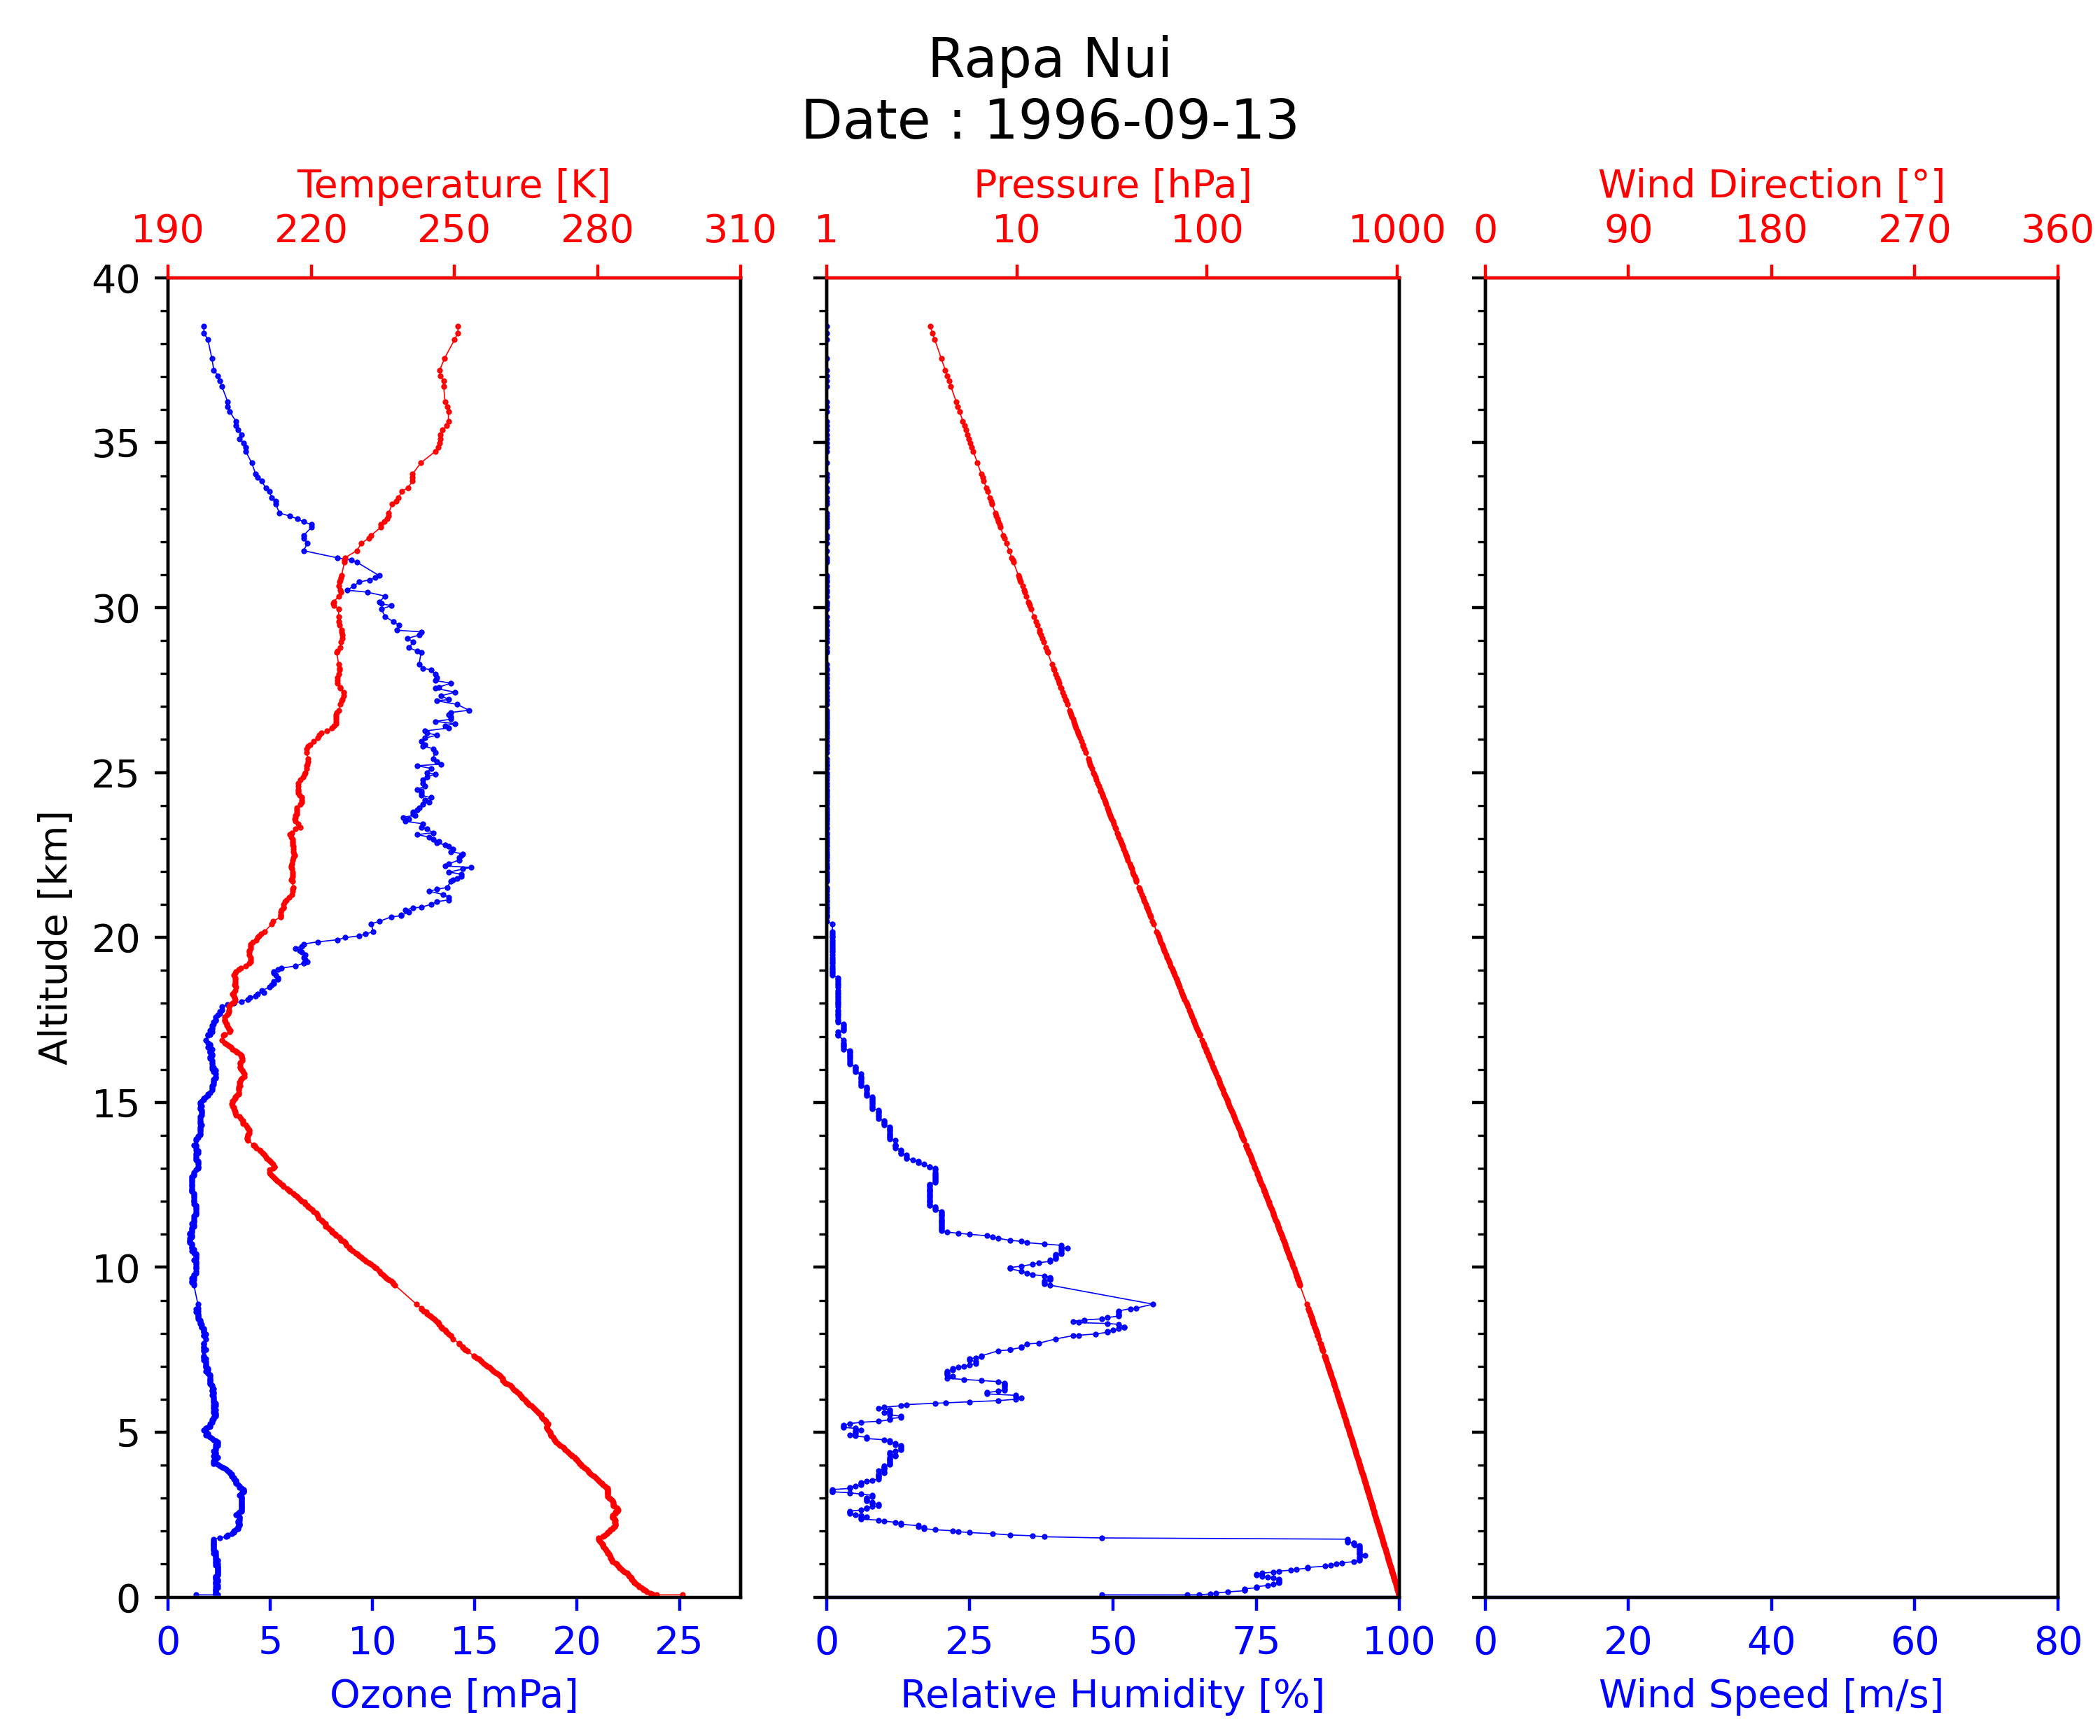 Rapa Nui
Date : 1996-09-13
Temperature [K] Pressure [hPa] Wind Direction [°]
190 220 250 280 310 1 10 100 1000 0 90 180 270 360
40
35
30
25
20
15
10
5
0
Altitude [km]
0 5 10 15 20 25 0 25 50 75 100 0 20 40 60 80
Ozone [mPa] Relative Humidity [%] Wind Speed [m/s]